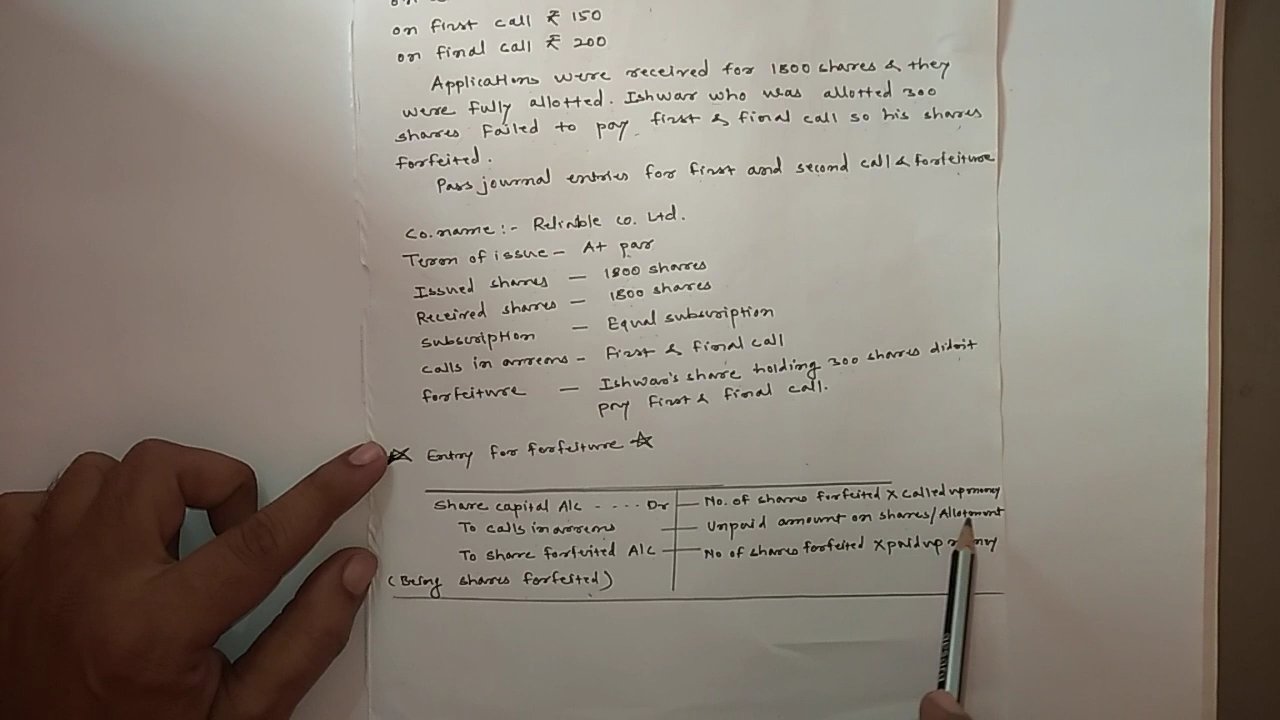 on first call ₹ 150
on final call ₹ 200
Applications were received for 1800 shares & they
were fully allotted. Ishwar who was allotted 300
shares failed to pay first & final call so his shares
forfeited.
Pass journal entries for first and second call & forfeiture
Co. name :- Reliable co. Ltd.
Term of issue - At par
Issued shares - 1800 shares
Received shares - 1800 shares
subscription - Equal subscription
calls in arrears - First & final call
forfeiture - Ishwar's share holding 300 shares didn't
pay first & final call.
☆ Entry for forfeiture ☆
Share capital A/c .... Dr - No. of shares forfeited X called up money
To calls in arrears - Unpaid amount on shares/Allotment
To share forfeited A/c - No of shares forfeited X paid up money
(Being shares forfeited)